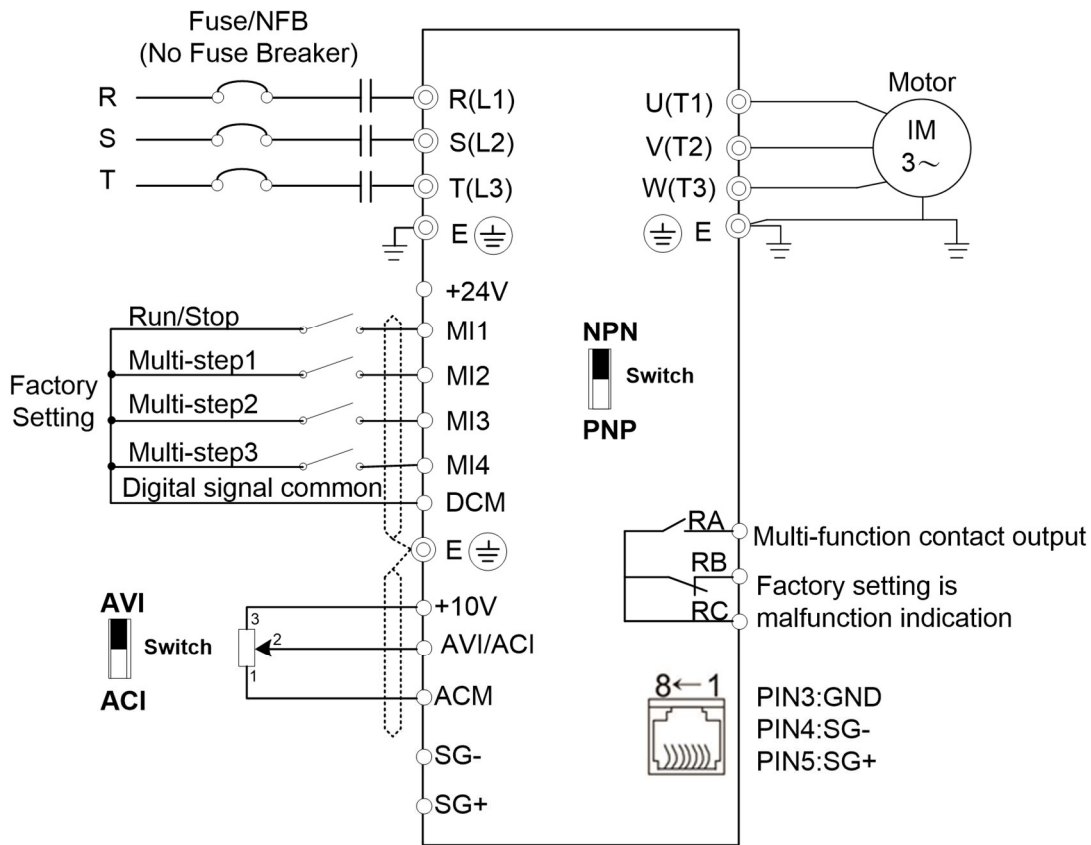 Fuse/NFB
(No Fuse Breaker)
R
R(L1)
S
S(L2)
T
T(L3)
E
U(T1)
V(T2)
W(T3)
E
Motor
IM
3~
+24V
Factory
Setting
Run/Stop
MI1
Multi-step1
MI2
Multi-step2
MI3
Multi-step3
MI4
Digital signal common
DCM
E
NPN
Switch
PNP
AVI
Switch
ACI
3
2
1
+10V
AVI/ACI
ACM
SG-
SG+
RA
RB
RC
Multi-function contact output
Factory setting is
malfunction indication
8←1
PIN3:GND
PIN4:SG-
PIN5:SG+